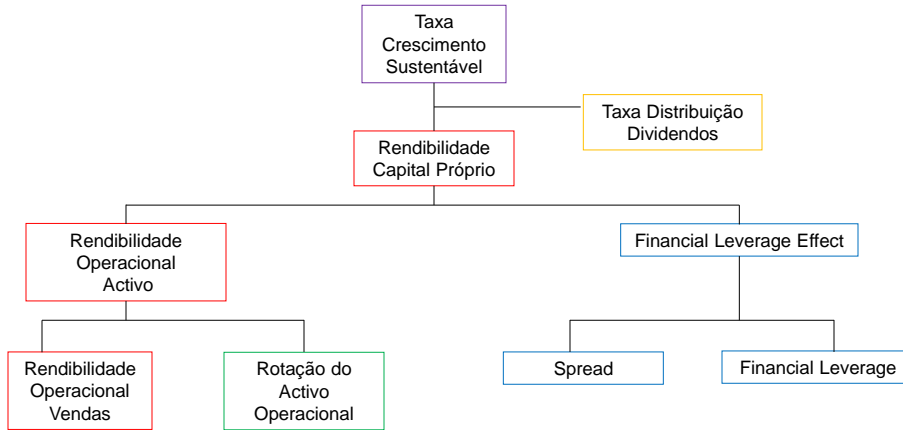 Taxa
Crescimento
Sustentável
Taxa Distribuição
Dividendos
Rendibilidade
Capital Próprio
Rendibilidade
Operacional
Activo
Financial Leverage Effect
Rendibilidade
Operacional
Vendas
Rotação do
Activo
Operacional
Spread
Financial Leverage